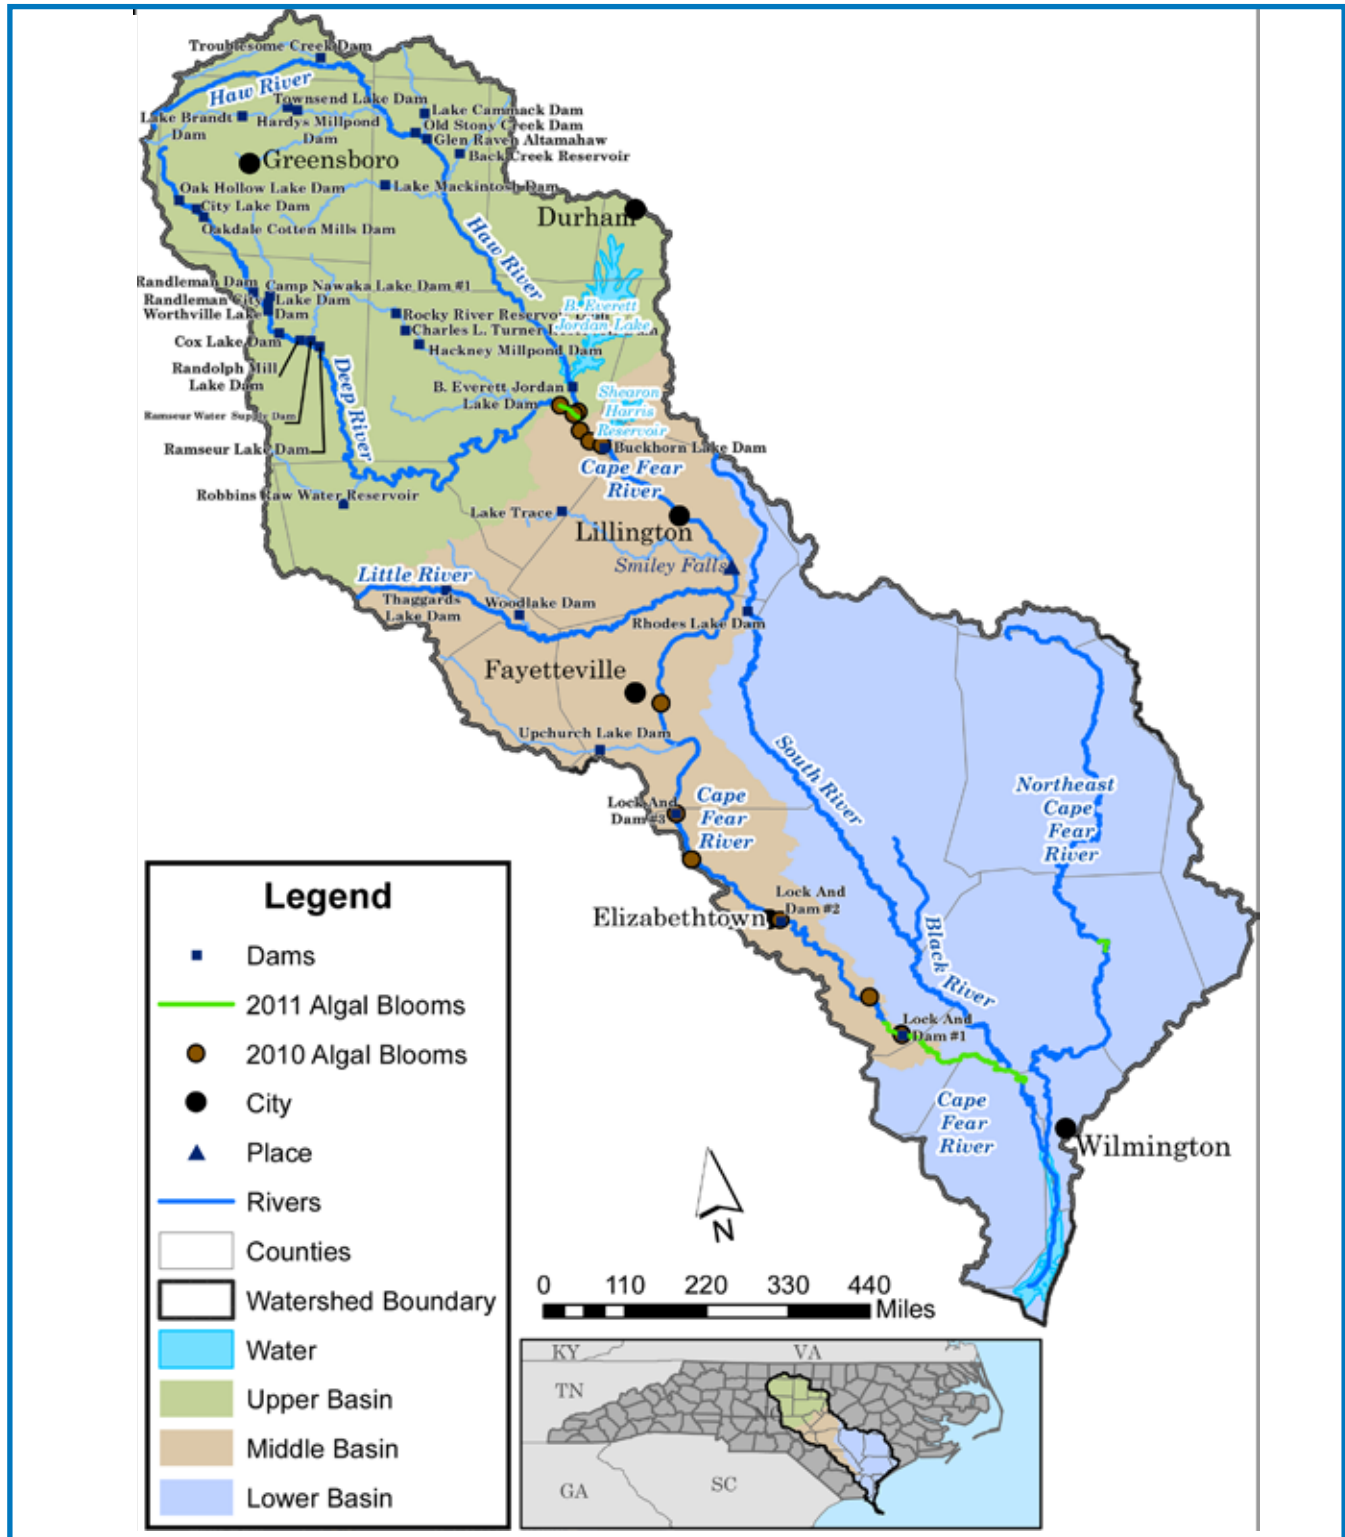 Troublesome Creek Dam
Haw River
Townsend Lake Dam
Lake Cammack Dam
Lake Brandt
Dam
Hardys Millpond
Dam
Old Stony Creek Dam
Glen Raven Altamahaw
Back Creek Reservoir
Greensboro
Oak Hollow Lake Dam
Lake Mackintosh Dam
City Lake Dam
Oakdale Cotten Mills Dam
Durham
Haw River
Randleman Dam
Camp Nawaka Lake Dam #1
Randleman City
Lake Dam
Worthville Lake
Dam
B. Everett
Jordan Lake
Rocky River Reservoir Dam
Charles L. Turner
Cox Lake Dam
Hackney Millpond Dam
Randolph Mill
Lake Dam
Deep River
B. Everett Jordan
Lake Dam
Shearon
Harris
Reservoir
Ramseur Water Supply Dam
Ramseur Lake Dam
Buckhorn Lake Dam
Cape Fear
River
Robbins Raw Water Reservoir
Lake Trace
Lillington
Smiley Falls
Little River
Thaggards
Lake Dam
Woodlake Dam
Rhodes Lake Dam
Fayetteville
Upchurch Lake Dam
South River
Northeast
Cape
Fear
River
Lock And
Dam #3
Cape
Fear
River
Lock And
Dam #2
Elizabethtown
Black River
Lock And
Dam #1
Cape
Fear
River
Wilmington
Legend
Dams
2011 Algal Blooms
2010 Algal Blooms
City
Place
Rivers
Counties
Watershed Boundary
Water
Upper Basin
Middle Basin
Lower Basin
N
0 110 220 330 440
Miles
KY
VA
TN
GA
SC